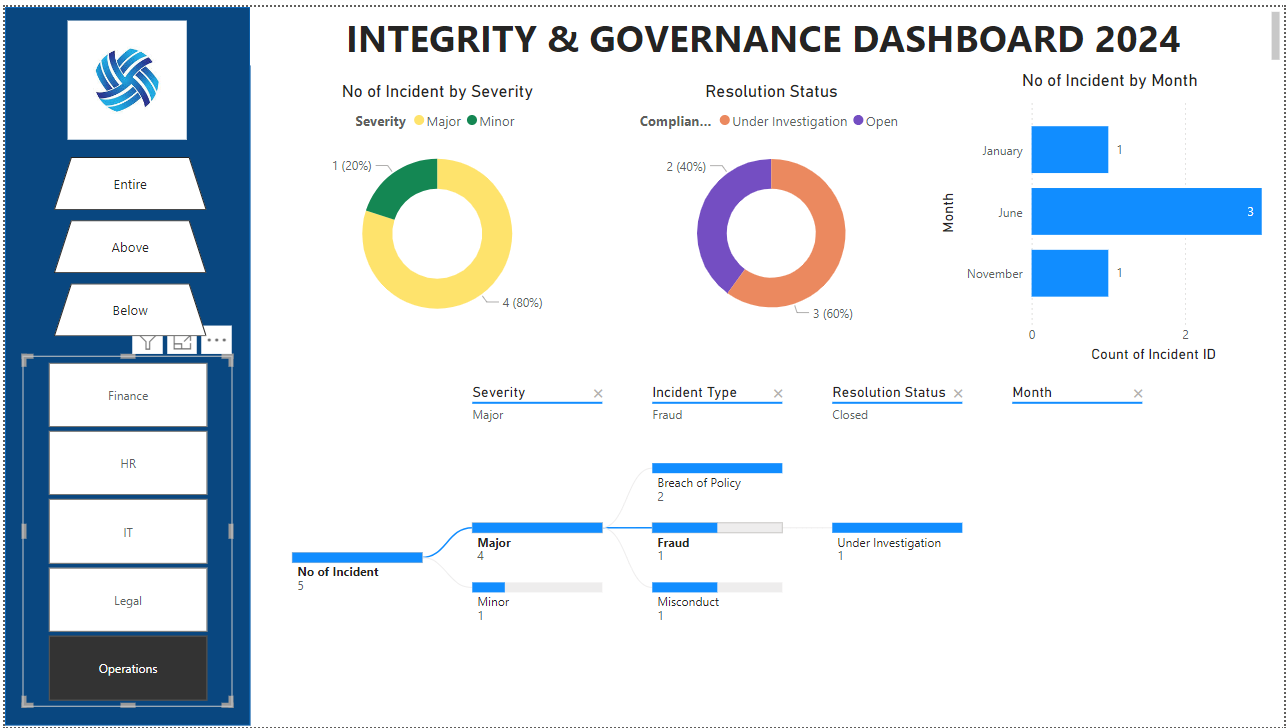 INTEGRITY & GOVERNANCE DASHBOARD 2024
Entire
Above
Below
Finance
HR
IT
Legal
Operations
No of Incident by Severity
Severity Major Minor
1 (20%)
4 (80%)
Resolution Status
Complian... Under Investigation Open
2 (40%)
3 (60%)
No of Incident by Month
Month
January 1
June 3
November 1
0 2
Count of Incident ID
Severity Incident Type Resolution Status Month
Major Fraud Closed
No of Incident
5
Major
4
Minor
1
Breach of Policy
2
Fraud
1
Misconduct
1
Under Investigation
1